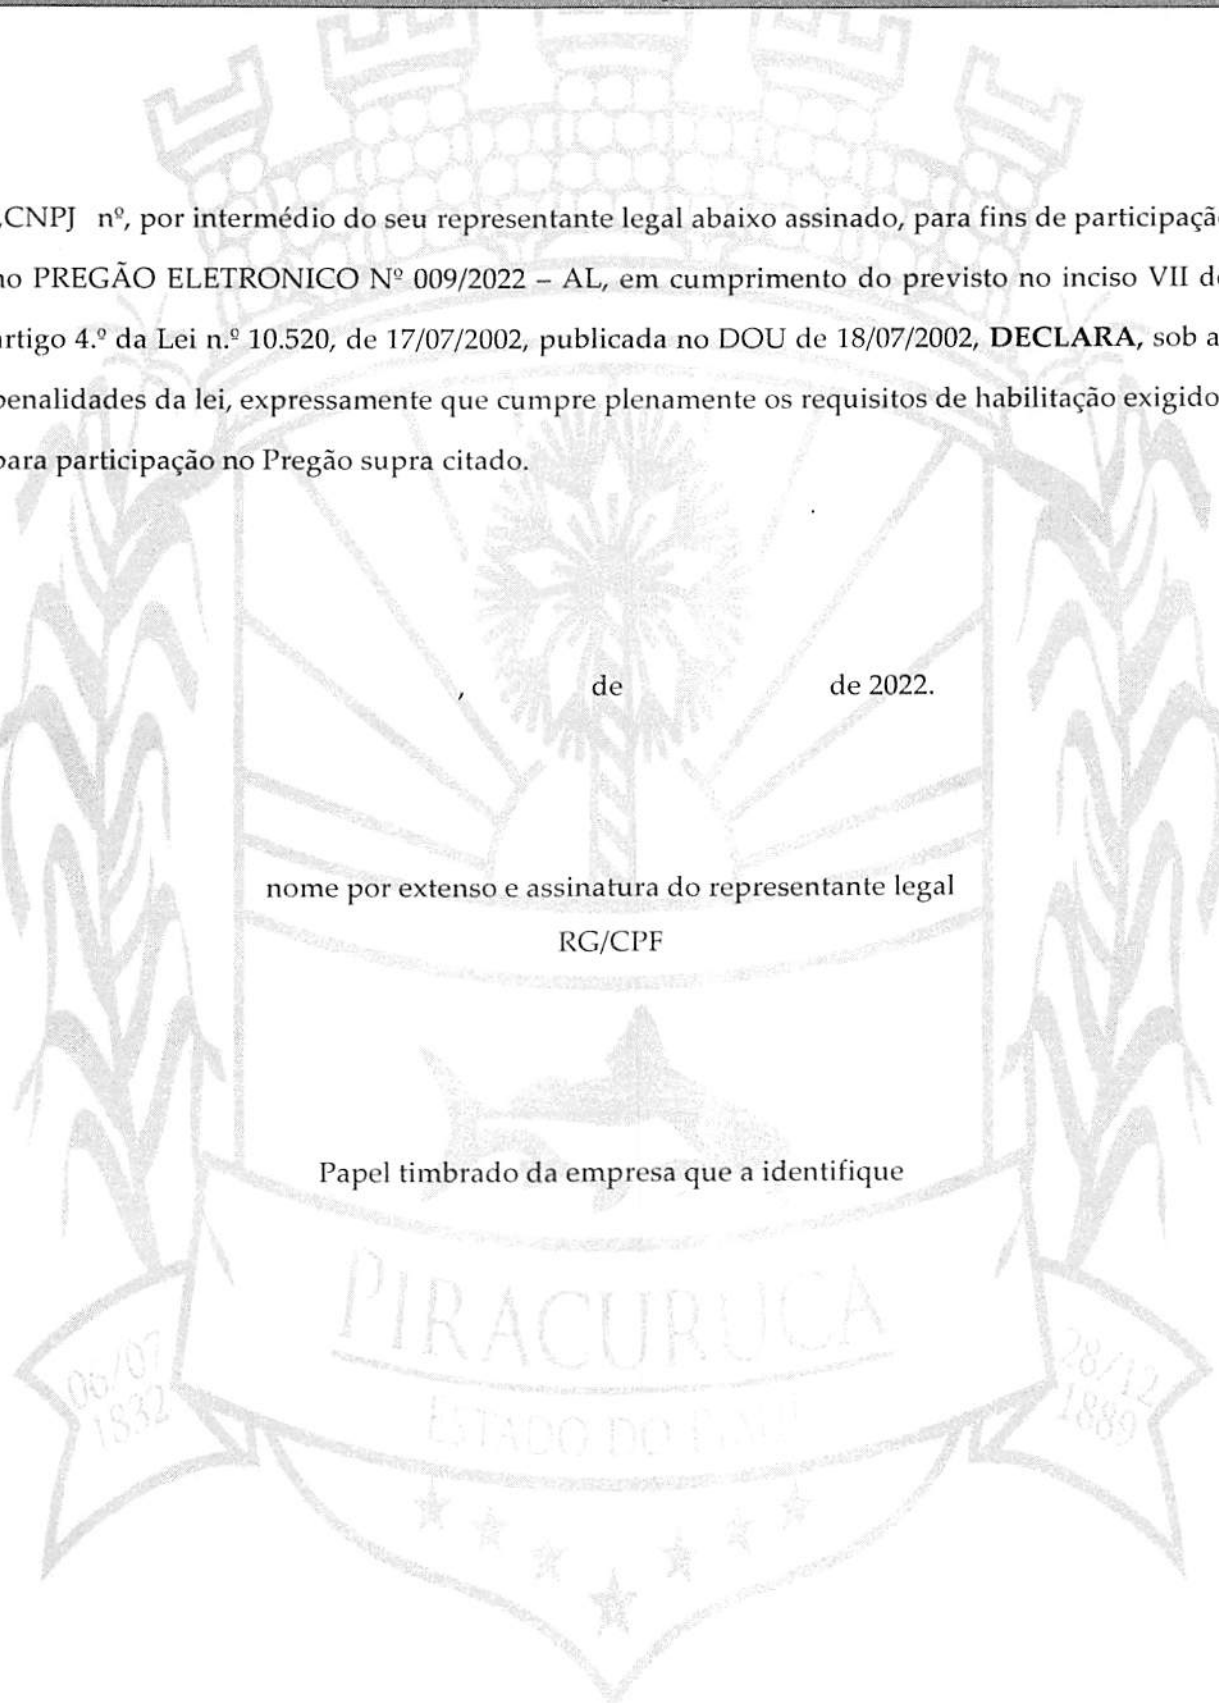 ,CNPJ nº, por intermédio do seu representante legal abaixo assinado, para fins de participaçã
no PREGÃO ELETRONICO Nº 009/2022 – AL, em cumprimento do previsto no inciso VII d
artigo 4.º da Lei n.º 10.520, de 17/07/2002, publicada no DOU de 18/07/2002, DECLARA, sob a
penalidades da lei, expressamente que cumpre plenamente os requisitos de habilitação exigido
para participação no Pregão supra citado.
, de de 2022.
nome por extenso e assinatura do representante legal
RG/CPF
Papel timbrado da empresa que a identifique
PIRACURUCA
06/07
1832
28/12
1889
ESTADO DO PIAUÍ